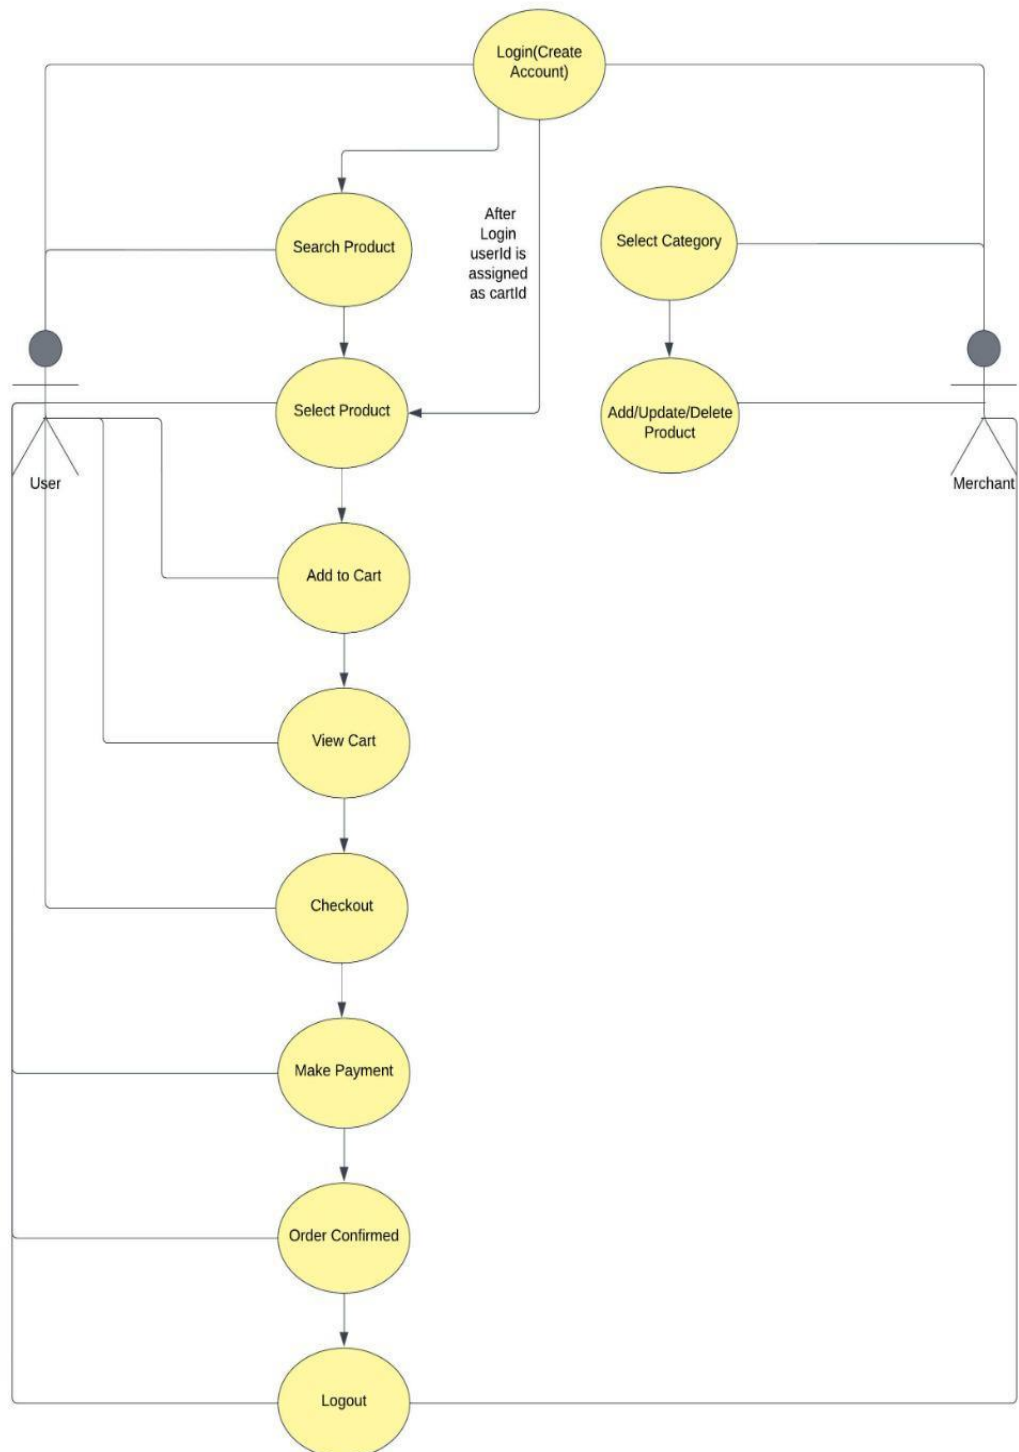 Login(Create
Account)
After
Login
userId is
assigned
as cartId
Search Product
Select Category
Select Product
Add/Update/Delete
Product
User
Merchant
Add to Cart
View Cart
Checkout
Make Payment
Order Confirmed
Logout